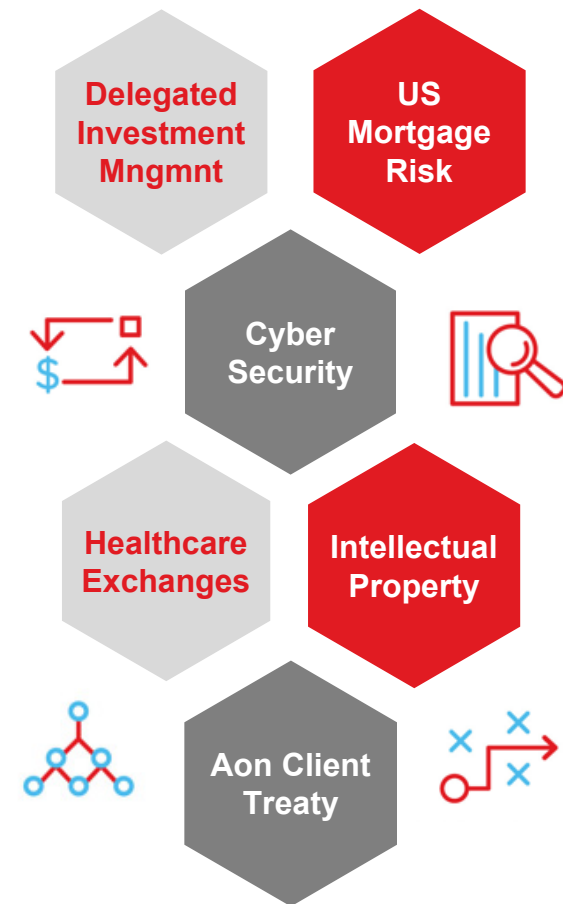 Delegated
Investment
Mngmnt
US
Mortgage
Risk
Cyber
Security
$
Healthcare
Exchanges
Intellectual
Property
Aon Client
Treaty